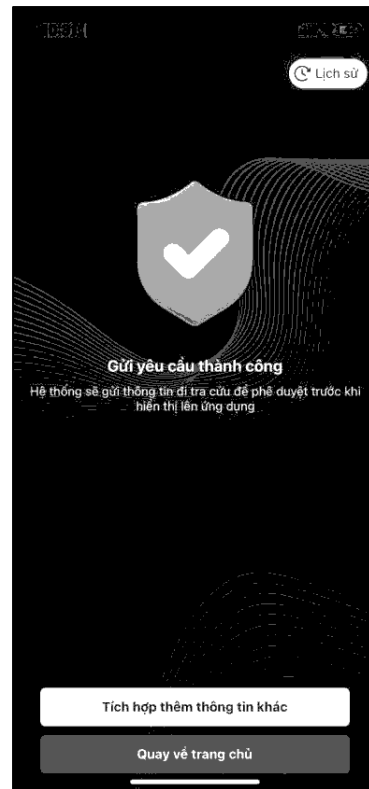 Lịch sử
Gửi yêu cầu thành công
Hệ thống sẽ gửi thông tin đi tra cứu để phê duyệt trước khi
hiển thị lên ứng dụng
Tích hợp thêm thông tin khác
Quay về trang chủ